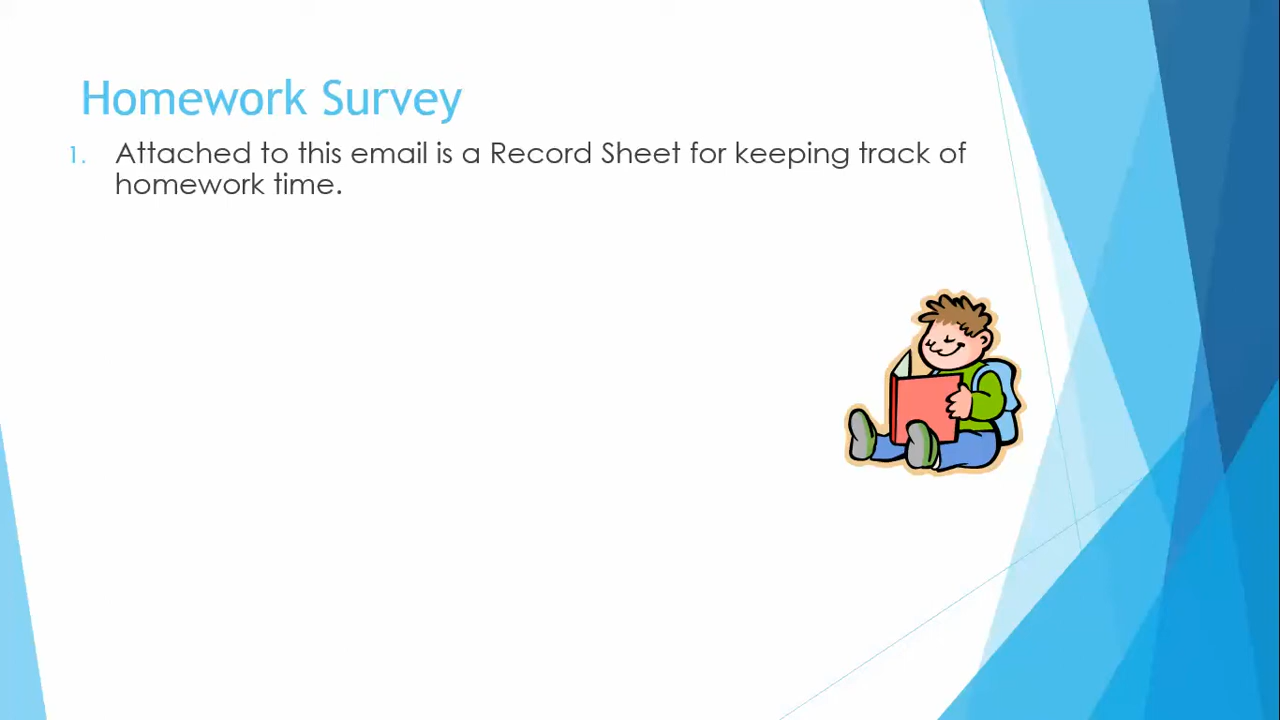 Homework Survey
1. Attached to this email is a Record Sheet for keeping track of
homework time.